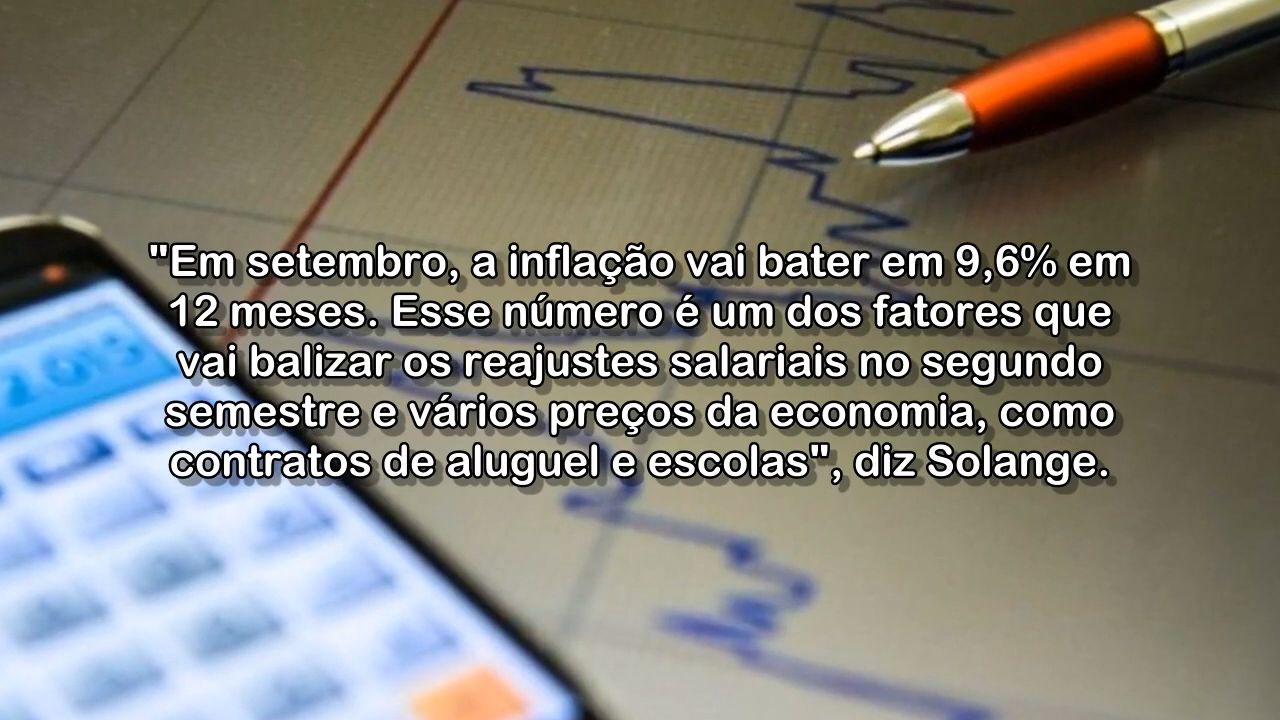 "Em setembro, a inflação vai bater em 9,6% em
12 meses. Esse número é um dos fatores que
vai balizar os reajustes salariais no segundo
semestre e vários preços da economia, como
contratos de aluguel e escolas", diz Solange.